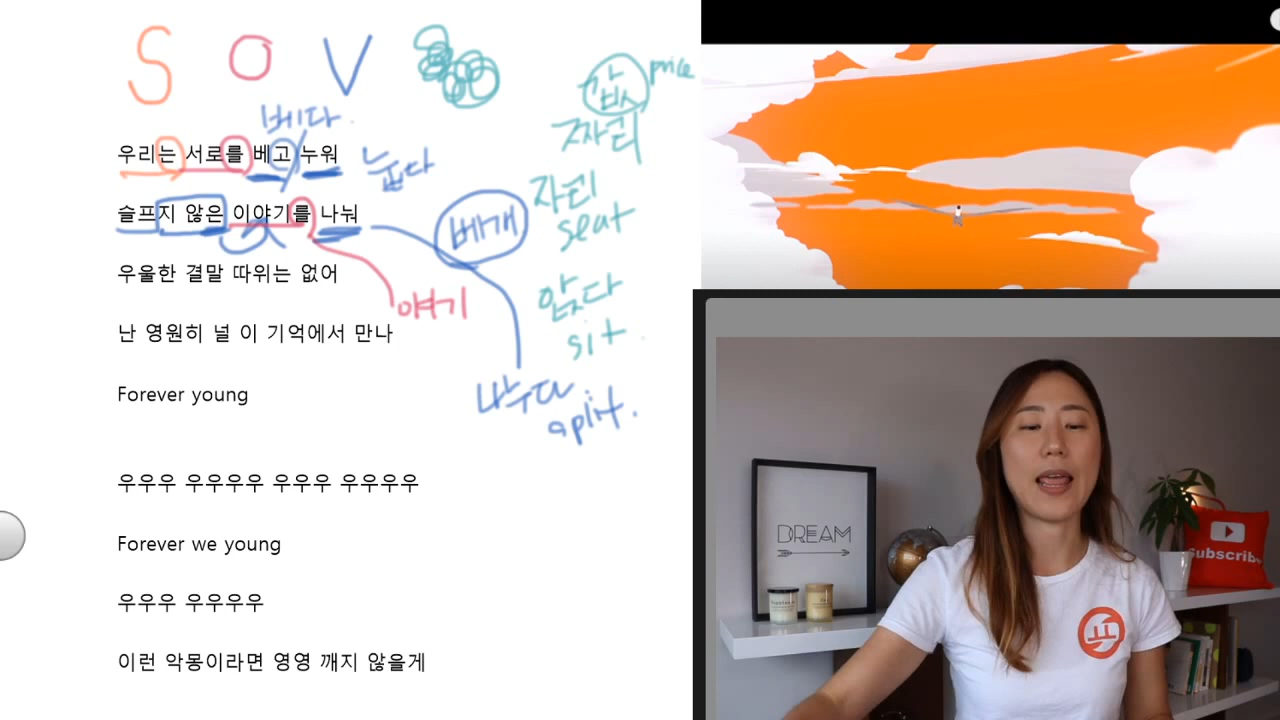 S O V
베다.
우리는 서로를 베고 누워
눕다
슬프지 않은 이야기를 나눠
베개
우울한 결말 따위는 없어
얘기
난 영원히 널 이 기억에서 만나
나누다
split.
Forever young
우우우 우우우우 우우우 우우우우
Forever we young
우우우 우우우우
이런 악몽이라면 영영 깨지 않을게
값 price
자리
seat
앉다
sit
DREAM
Subscribe